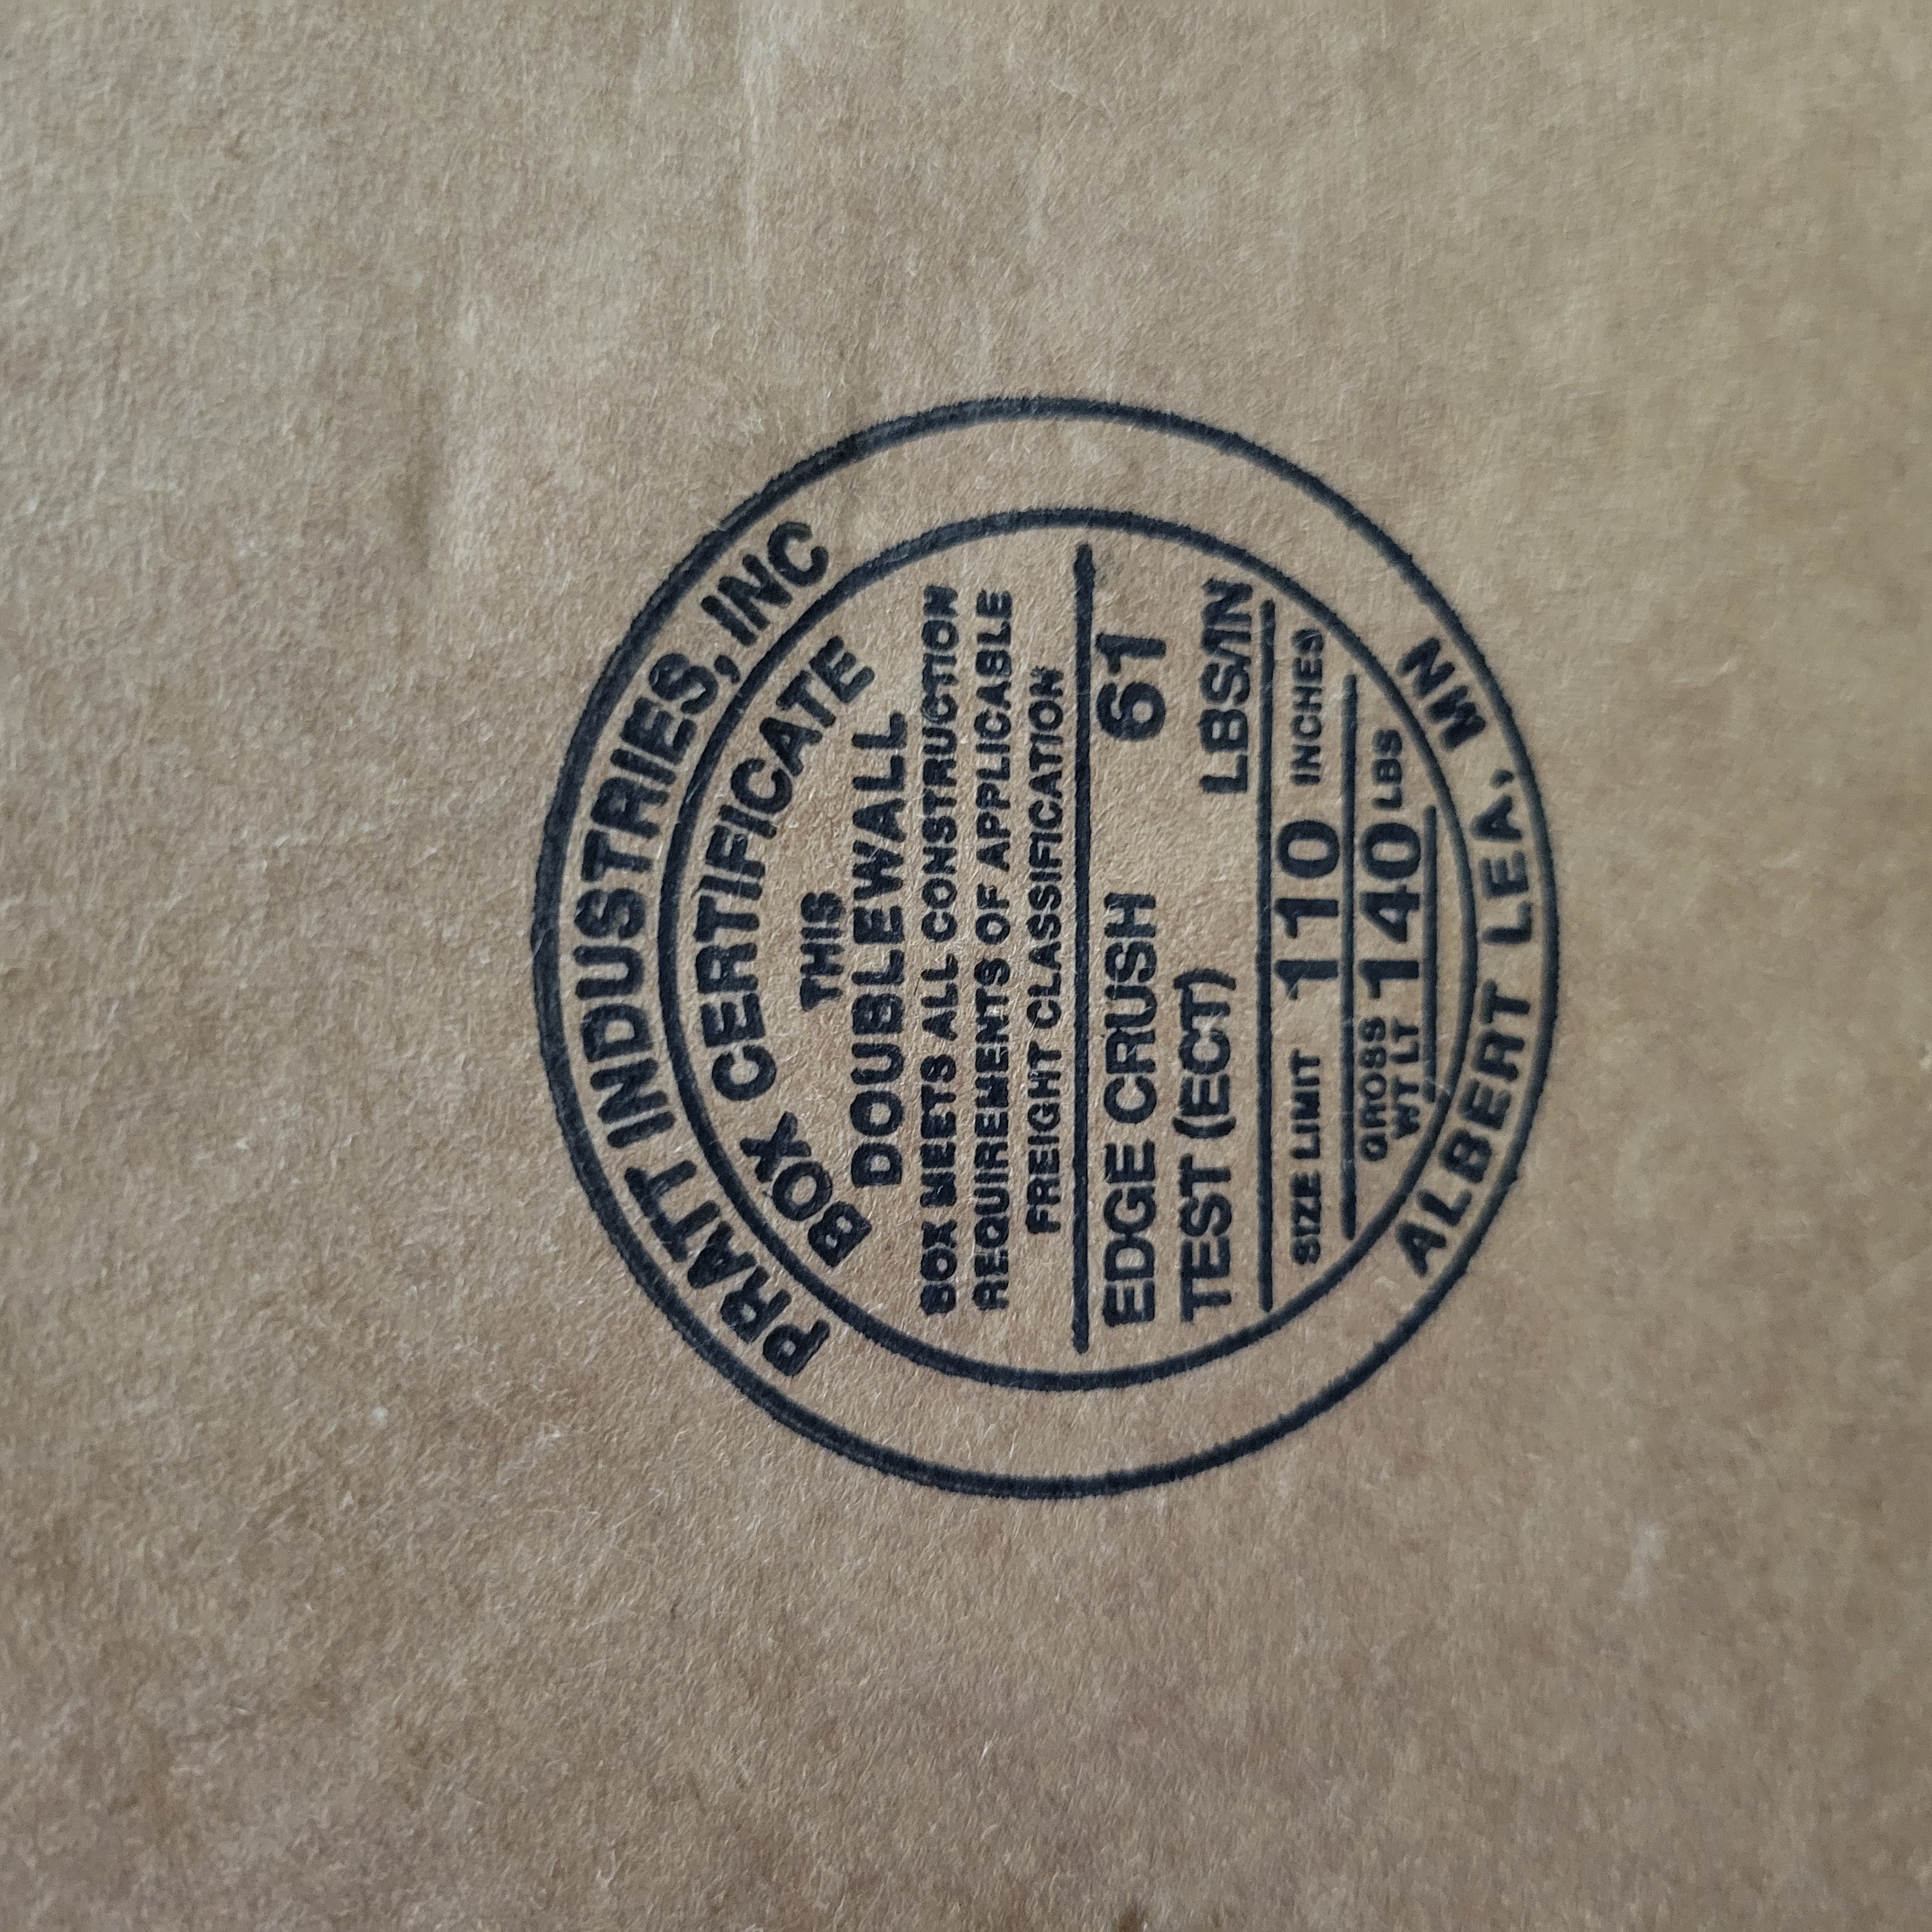 PRATT INDUSTRIES, INC
BOX CERTIFICATE
THIS
DOUBLEWALL
BOX MEETS ALL CONSTRUCTION
REQUIREMENTS OF APPLICABLE
FREIGHT CLASSIFICATION
EDGE CRUSH 61
TEST (ECT) LBS/IN
SIZE LIMIT 110 INCHES
GROSS
WT LT 140 LBS
ALBERT LEA, MN